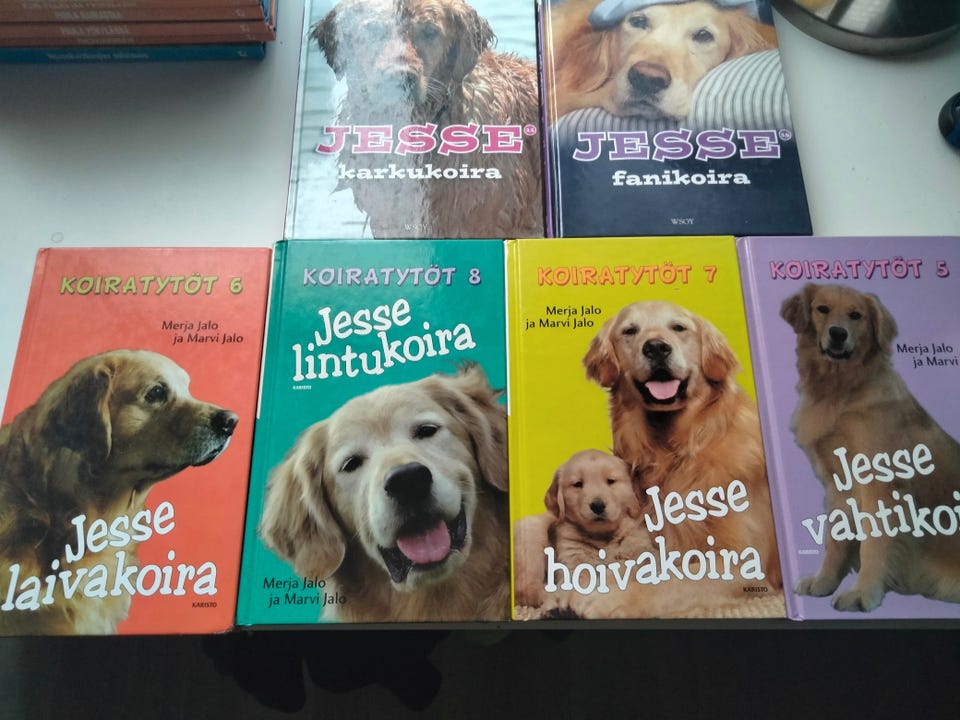 JESSE
karkukoira
WSOY
JESSE
fanikoira
WSOY
KOIRATYTÖT 6
Merja Jalo
ja Marvi Jalo
Jesse
laivakoira
KARISTO
KOIRATYTÖT 8
Jesse
lintukoira
KARISTO
Merja Jalo
ja Marvi Jalo
KOIRATYTÖT 7
Merja Jalo
ja Marvi Jalo
Jesse
hoivakoira
KARISTO
KOIRATYTÖT 5
Merja Jalo
ja Marvi
Jesse
vahtikoi
KARISTO